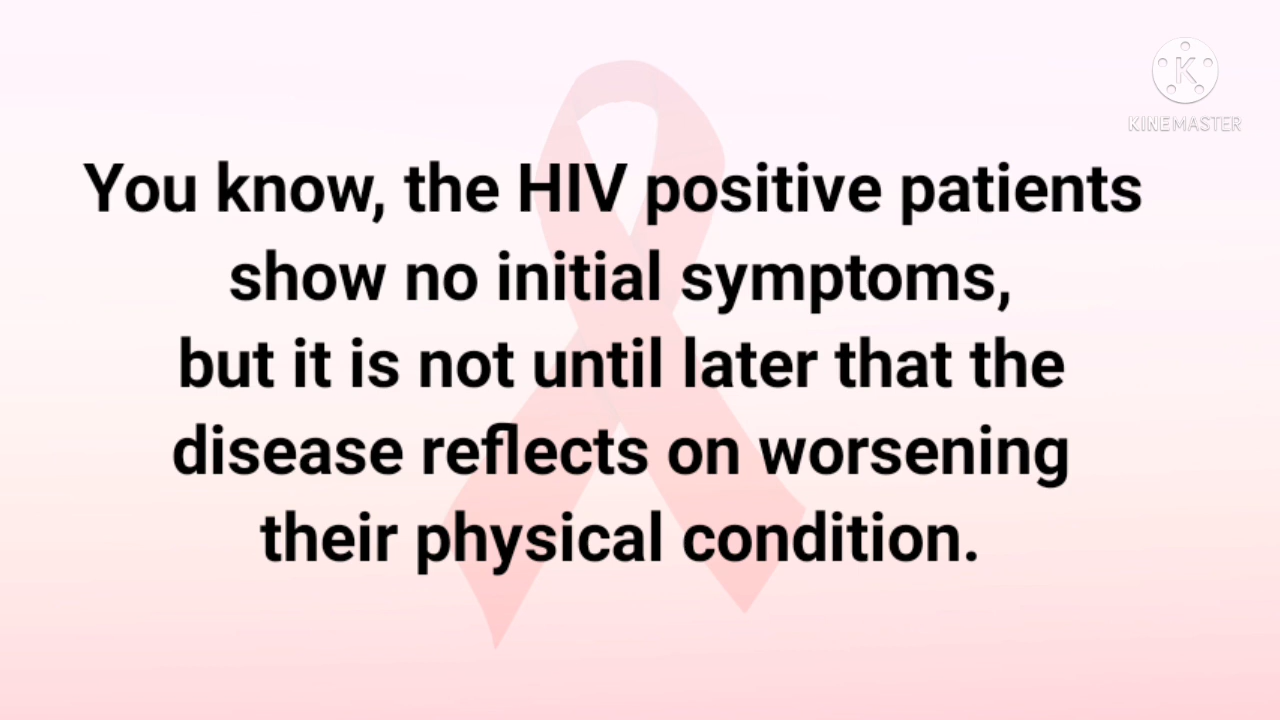 K
KINEMASTER
You know, the HIV positive patients
show no initial symptoms,
but it is not until later that the
disease reflects on worsening
their physical condition.